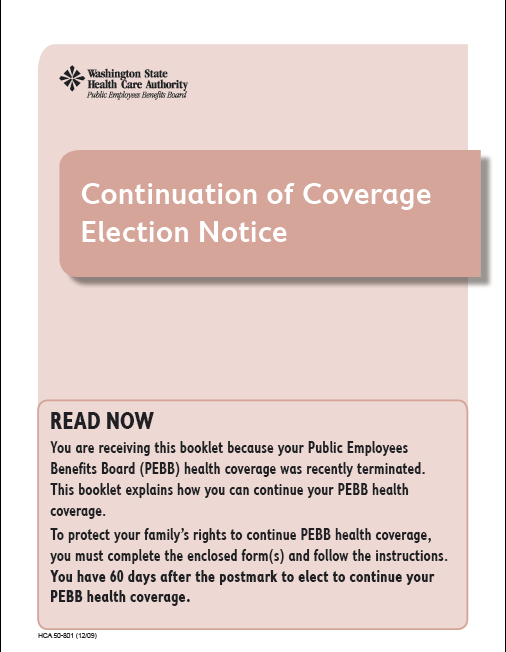 Washington State
Health Care Authority
Public Employees Benefits Board
Continuation of Coverage
Election Notice
READ NOW
You are receiving this booklet because your Public Employees
Benefits Board (PEBB) health coverage was recently terminated.
This booklet explains how you can continue your PEBB health
coverage.
To protect your family's rights to continue PEBB health coverage,
you must complete the enclosed form(s) and follow the instructions.
You have 60 days after the postmark to elect to continue your
PEBB health coverage.
HCA 50-801 (12/09)